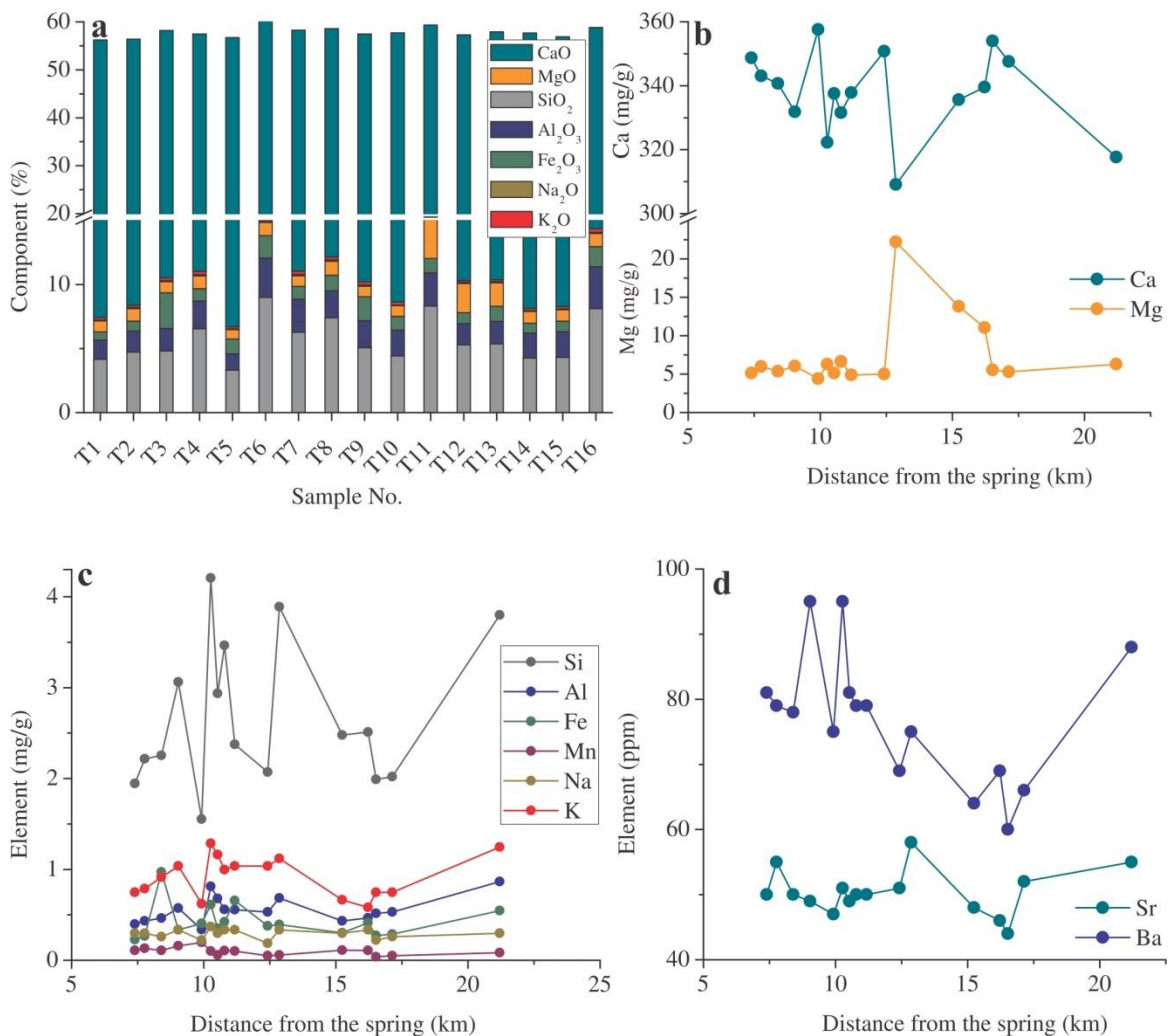 a
60
50
40
30
20
10
0
Component (%)
CaO
MgO
SiO₂
Al₂O₃
Fe₂O₃
Na₂O
K₂O
T1 T2 T3 T4 T5 T6 T7 T8 T9 T10 T11 T12 T13 T14 T15 T16
Sample No.
b
360
340
320
300
Ca (mg/g)
20
15
10
5
0
Mg (mg/g)
Ca
Mg
5 10 15 20
Distance from the spring (km)
c
4
3
2
1
0
Element (mg/g)
Si
Al
Fe
Mn
Na
K
5 10 15 20 25
Distance from the spring (km)
d
100
80
60
40
Element (ppm)
Sr
Ba
5 10 15 20
Distance from the spring (km)